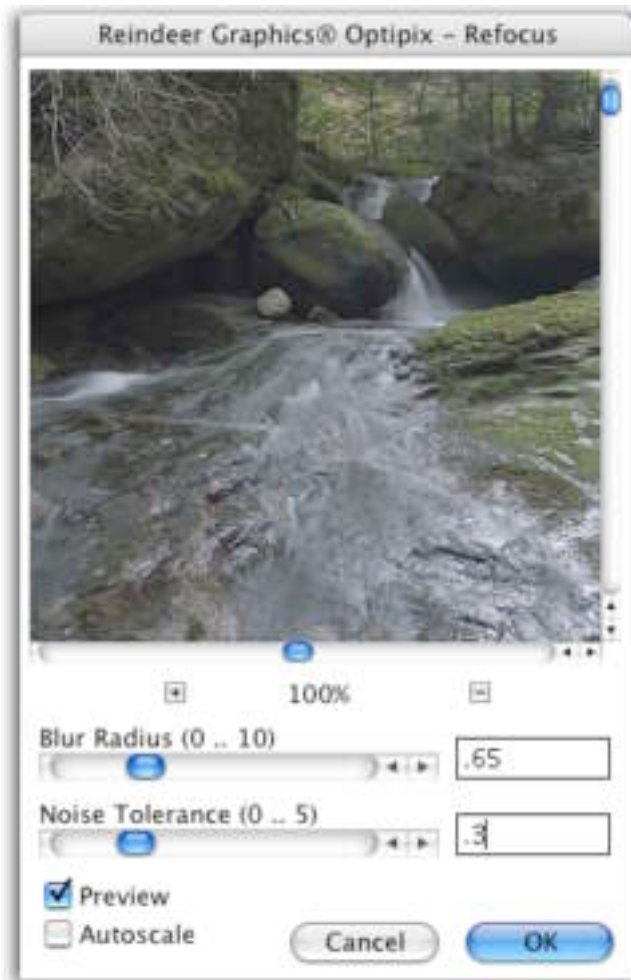 Reindeer Graphics® Optipix – Refocus
100%
Blur Radius (0 .. 10)
.65
Noise Tolerance (0 .. 5)
.3
Preview
Autoscale
Cancel
OK